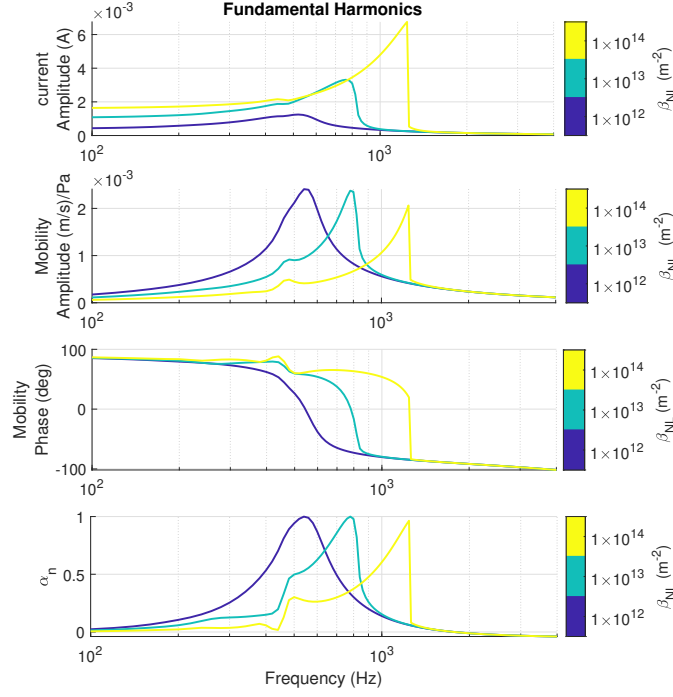 Fundamental Harmonics
×10⁻³
current
Amplitude (A)
6
4
2
0
10² 10³
1×10¹⁴
1×10¹³
1×10¹²
β_NL (m⁻²)
×10⁻³
Mobility
Amplitude (m/s)/Pa
2
1
0
10² 10³
1×10¹⁴
1×10¹³
1×10¹²
β_NL (m⁻²)
Mobility
Phase (deg)
100
0
-100
10² 10³
1×10¹⁴
1×10¹³
1×10¹²
β_NL (m⁻²)
α_n
1
0.5
0
10² 10³
Frequency (Hz)
1×10¹⁴
1×10¹³
1×10¹²
β_NL (m⁻²)